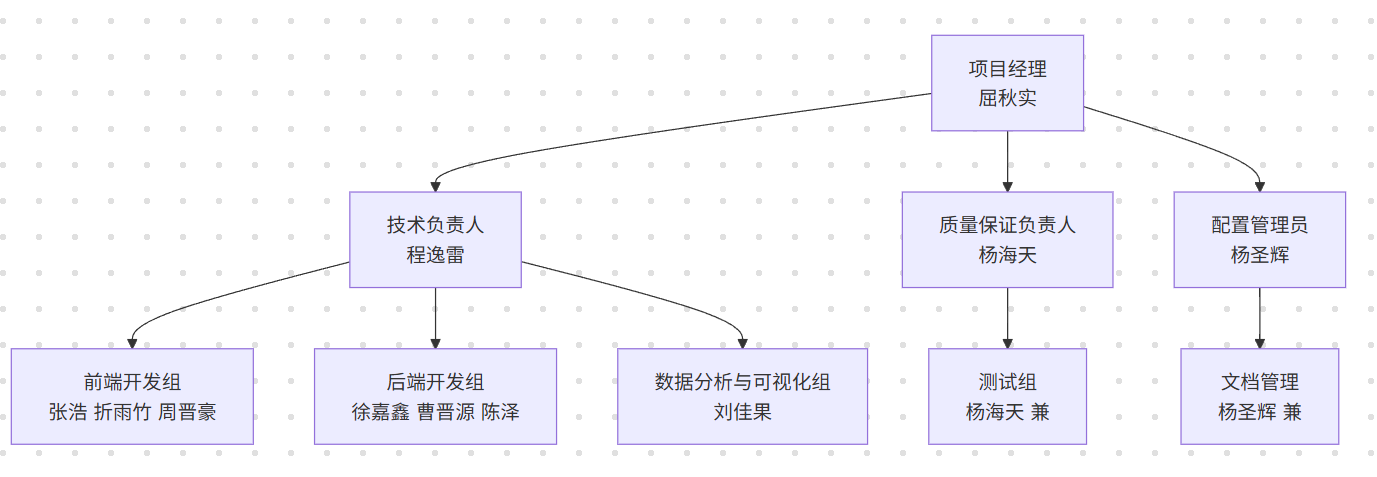 项目经理
屈秋实
技术负责人
程逸雷
质量保证负责人
杨海天
配置管理员
杨圣辉
前端开发组
张浩 折雨竹 周晋豪
后端开发组
徐嘉鑫 曹晋源 陈泽
数据分析与可视化组
刘佳果
测试组
杨海天 兼
文档管理
杨圣辉 兼